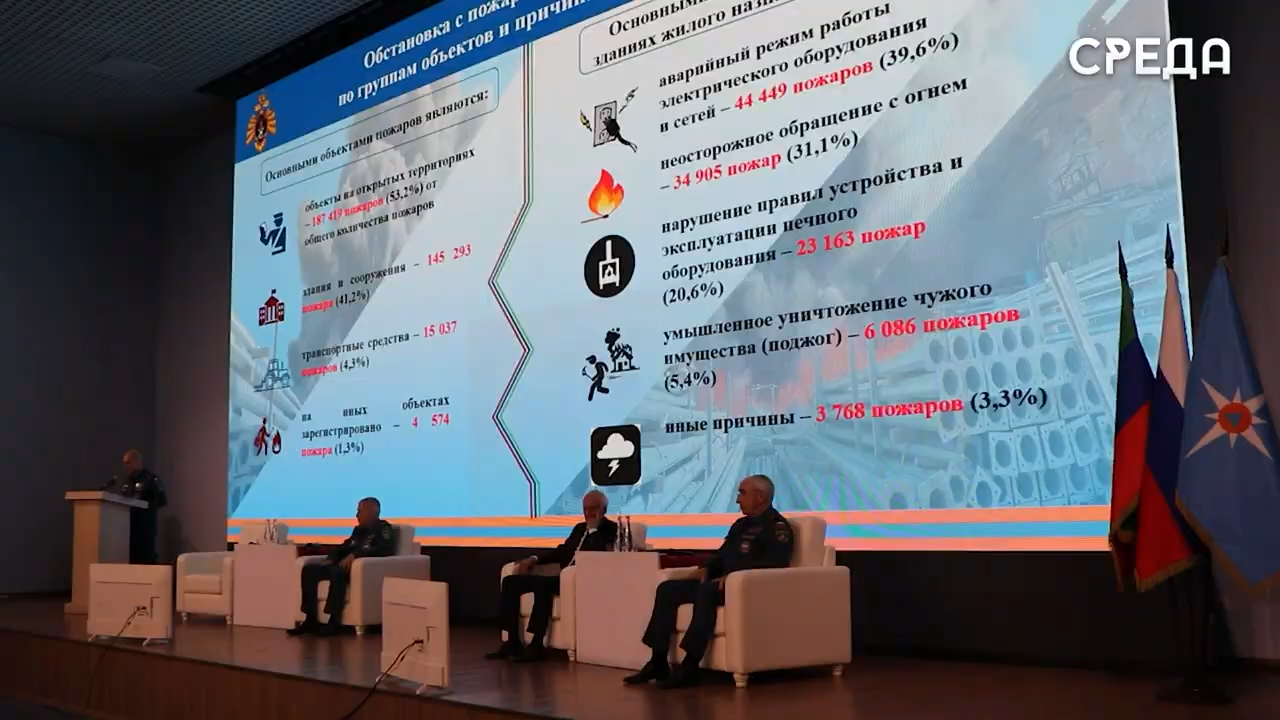 СРЕДА
Обстановка с
по группам объектов и
Основными объектами пожаров являются:
объекты на открытых территориях
– 187 419 пожаров (53,2%) от
общего количества пожаров
здания и сооружения – 145 293
пожара (41,2%)
транспортные средства – 15 037
пожаров (4,3%)
на иных объектах
зарегистрировано – 4 574
пожара (1,3%)
Основными
зданиях жилого
аварийный режим работы
электрического оборудования
и сетей – 44 449 пожаров (39,6%)
неосторожное обращение с огнем
– 34 905 пожар (31,1%)
нарушение правил устройства и
эксплуатации печного
оборудования – 23 163 пожар
(20,6%)
умышленное уничтожение чужого
имущества (поджог) – 6 086 пожаров
(5,4%)
иные причины – 3 768 пожаров (3,3%)